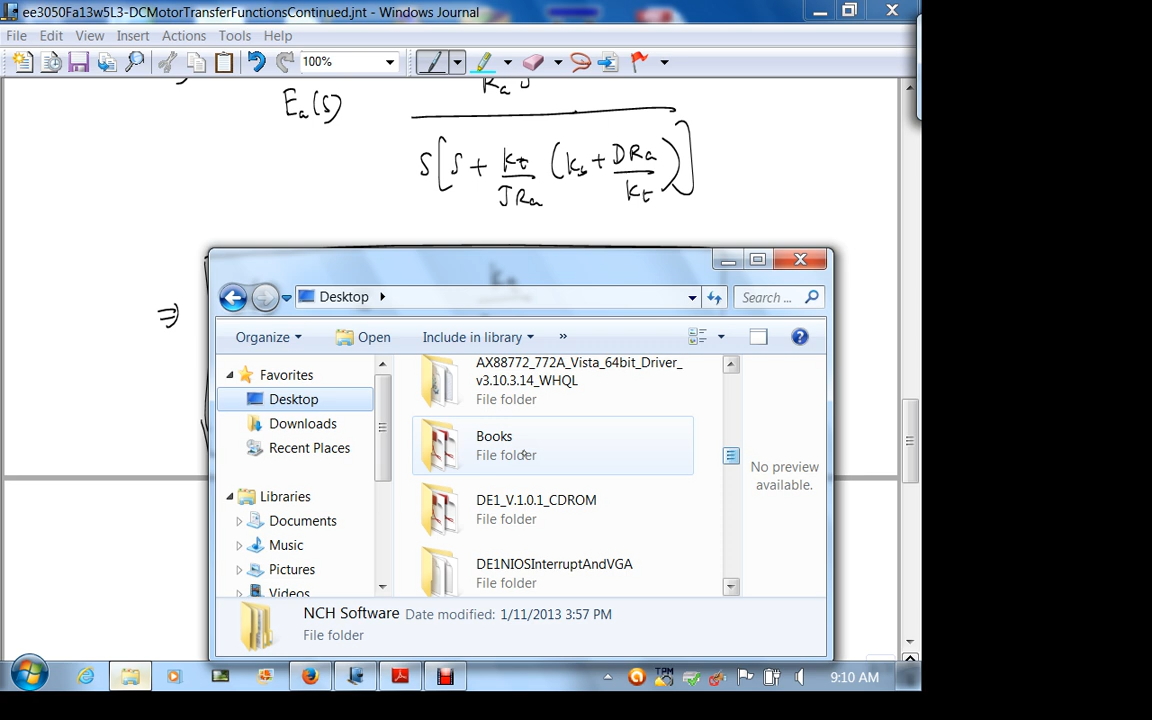 ee3050Fa13w5L3-DCMotorTransferFunctionsContinued.jnt - Windows Journal
File Edit View Insert Actions Tools Help
100%
Ra J
Ea(s)
S[S + Kt/JRa (Kb + DRa/Kt)]
⇒ Kt
Desktop
Search ...
Organize Open Include in library »
Favorites
Desktop
Downloads
Recent Places
Libraries
Documents
Music
Pictures
Videos
AX88772_772A_Vista_64bit_Driver_
v3.10.3.14_WHQL
File folder
Books
File folder
DE1_V.1.0.1_CDROM
File folder
DE1NIOSInterruptAndVGA
File folder
No preview
available.
NCH Software Date modified: 1/11/2013 3:57 PM
File folder
TPM
9:10 AM